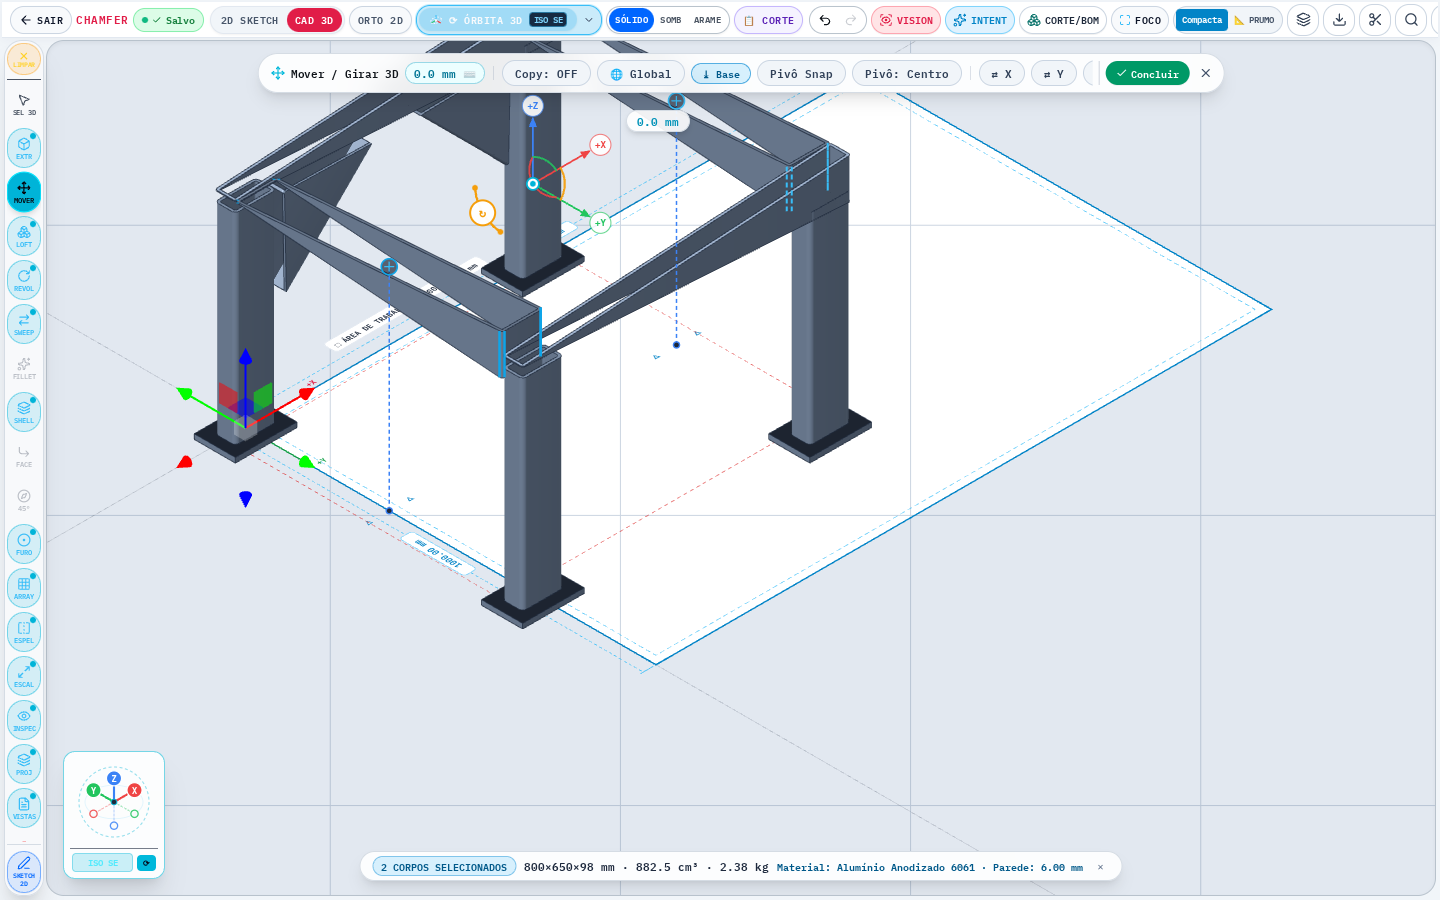 SAIR
CHAMFER
Salvo
2D SKETCH
CAD 3D
ORTO 2D
ÓRBITA 3D
ISO SE
SÓLIDO
SOMB
ARAME
CORTE
VISION
INTENT
CORTE/BOM
FOCO
Compacta
PRUMO
Mover / Girar 3D
0.0 mm
Copy: OFF
Global
Base
Pivô Snap
Pivô: Centro
⇄ X
⇄ Y
Concluir
SEL 3D
EXTR
MOVER
LOFT
REVOL
SWEEP
FILLET
SHELL
FACE
45°
FURO
ARRAY
ESPEL
ESCAL
INSPEC
PROJ
VISTAS
SKETCH
2D
+Z
+X
+Y
0.0 mm
ÁREA DE TRABA
mm
+X
+Y
1000.00 mm
Z
Y
X
ISO SE
2 CORPOS SELECIONADOS
800×650×98 mm · 882.5 cm³ · 2.38 kg
Material: Alumínio Anodizado 6061 · Parede: 6.00 mm